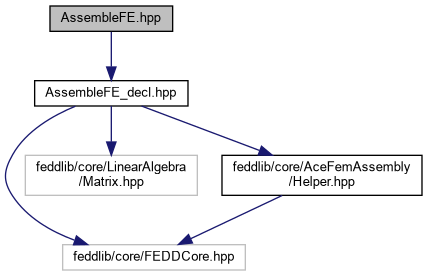 AssembleFE.hpp
AssembleFE_decl.hpp
feddlib/core/LinearAlgebra
/Matrix.hpp
feddlib/core/AceFemAssembly
/Helper.hpp
feddlib/core/FEDDCore.hpp